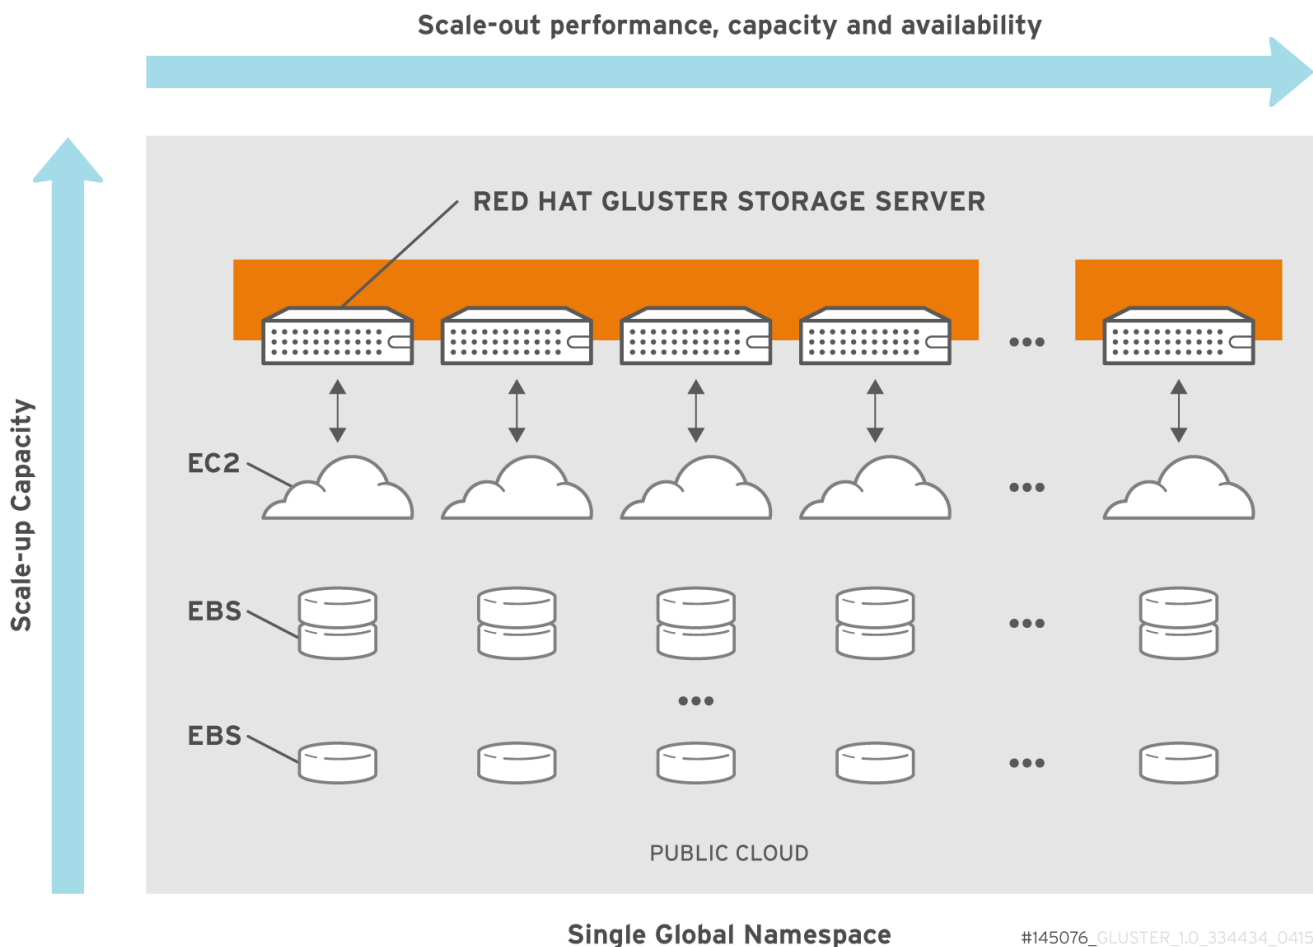 Scale-out performance, capacity and availability
Scale-up Capacity
RED HAT GLUSTER STORAGE SERVER
EC2
EBS
EBS
PUBLIC CLOUD
Single Global Namespace
#145076_GLUSTER_1.0_334434_0415